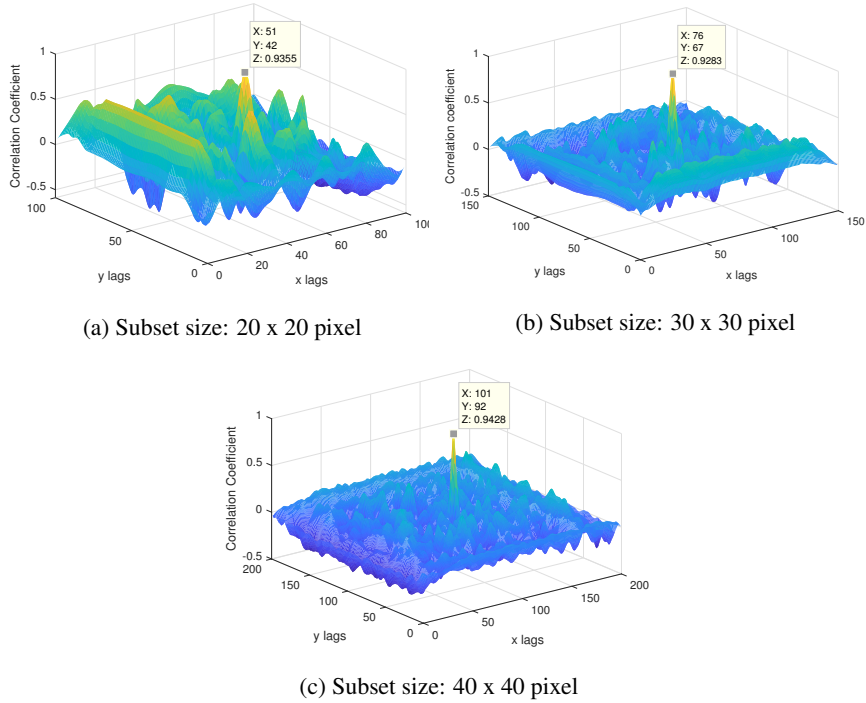 X: 51
Y: 42
Z: 0.9355
1
0.5
0
-0.5
Correlation Coefficient
100
50
0
y lags
0
20
40
60
80
100
x lags
(a) Subset size: 20 x 20 pixel
X: 76
Y: 67
Z: 0.9283
1
0.5
0
-0.5
Correlation coefficient
150
100
50
0
y lags
0
50
100
150
x lags
(b) Subset size: 30 x 30 pixel
X: 101
Y: 92
Z: 0.9428
1
0.5
0
-0.5
Correlation Coefficient
200
150
100
50
0
y lags
0
50
100
150
200
x lags
(c) Subset size: 40 x 40 pixel